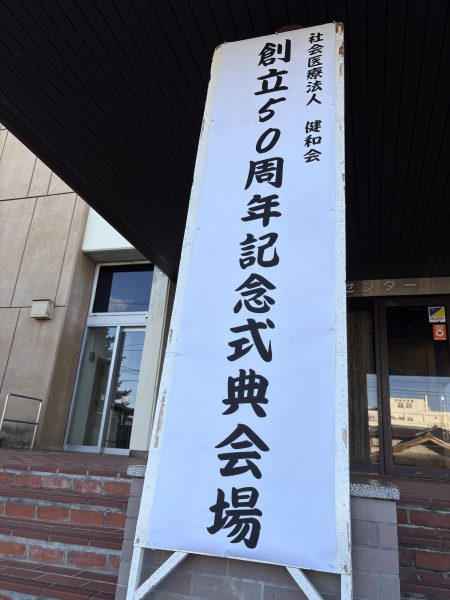 社会医療法人 健和会
創立50周年記念式典会場
センター